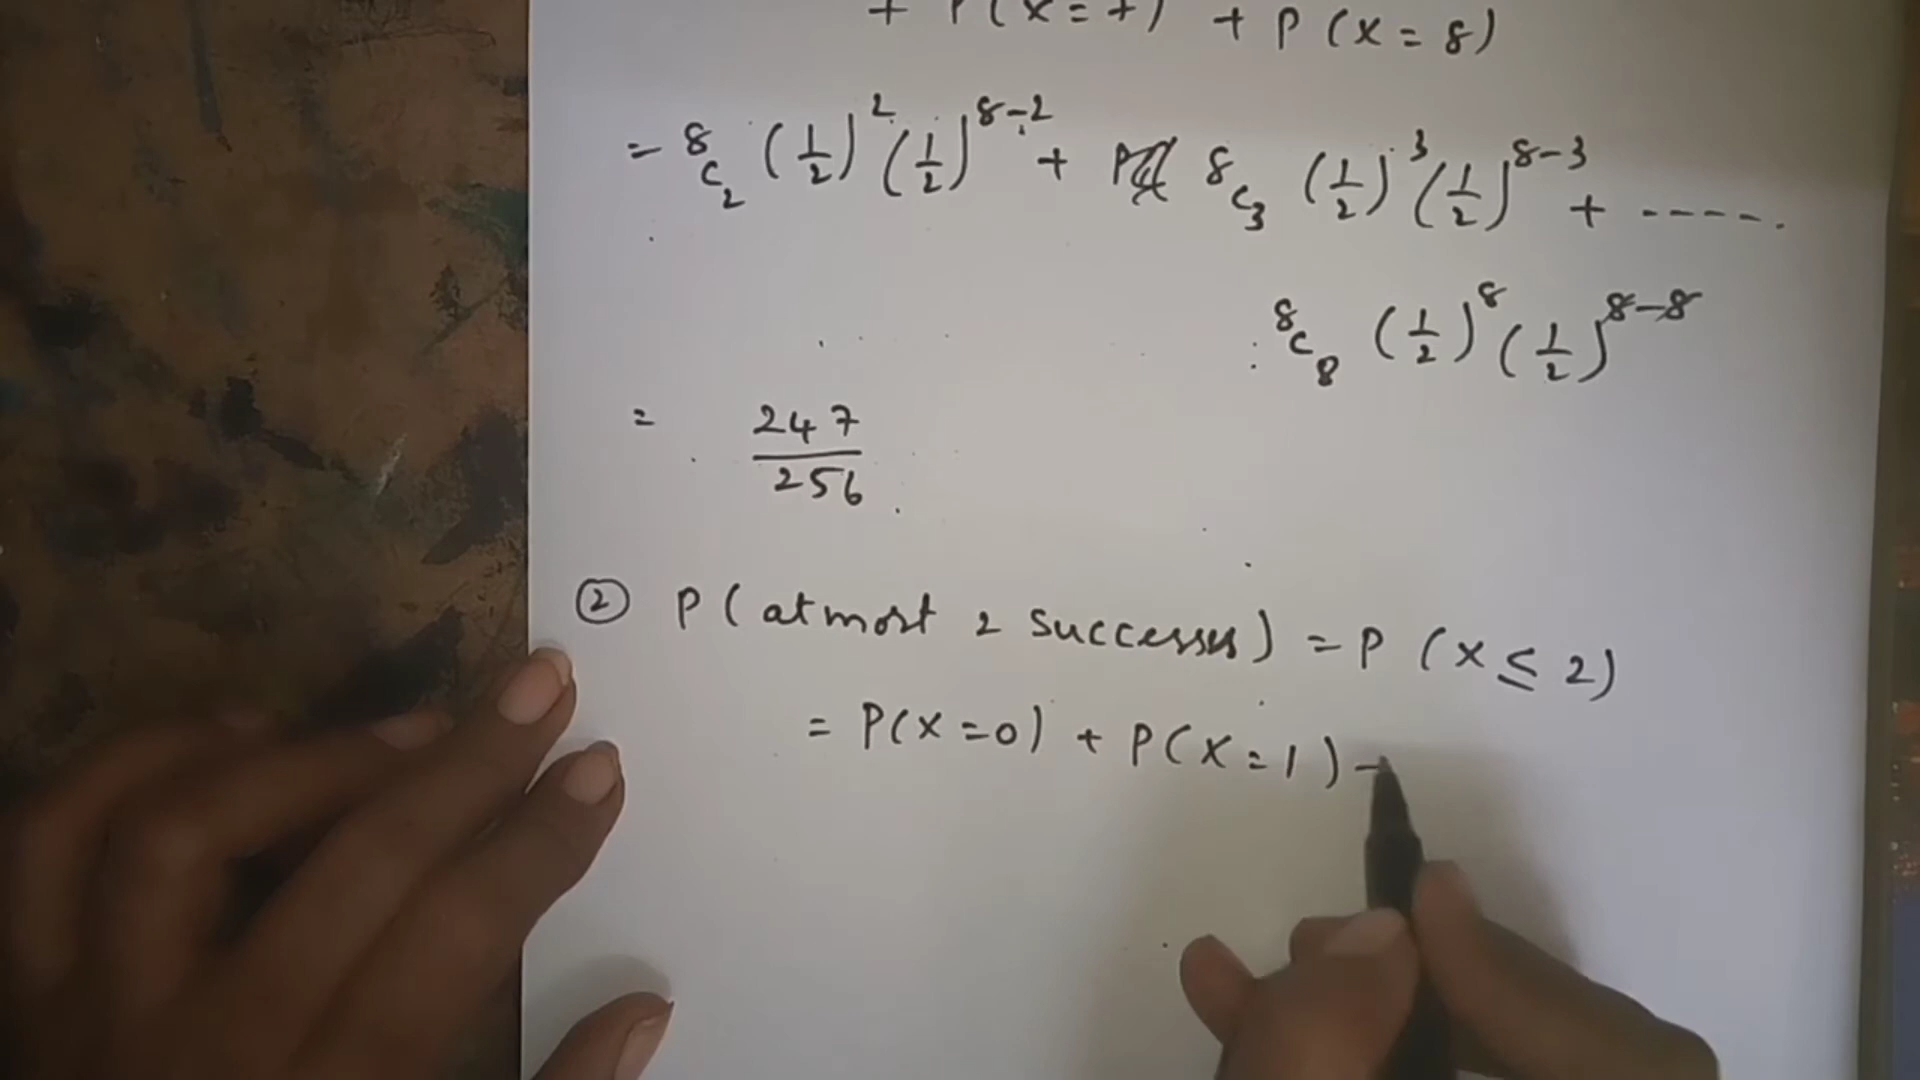 + P(X=7) + P(X=8)
= ⁸C₂ (1/2)² (1/2)⁸⁻² + ⁸C₃ (1/2)³ (1/2)⁸⁻³ + -----
⁸C₈ (1/2)⁸ (1/2)⁸⁻⁸
= 247/256
② P(atmost 2 successes) = P(X ≤ 2)
= P(X=0) + P(X=1) -